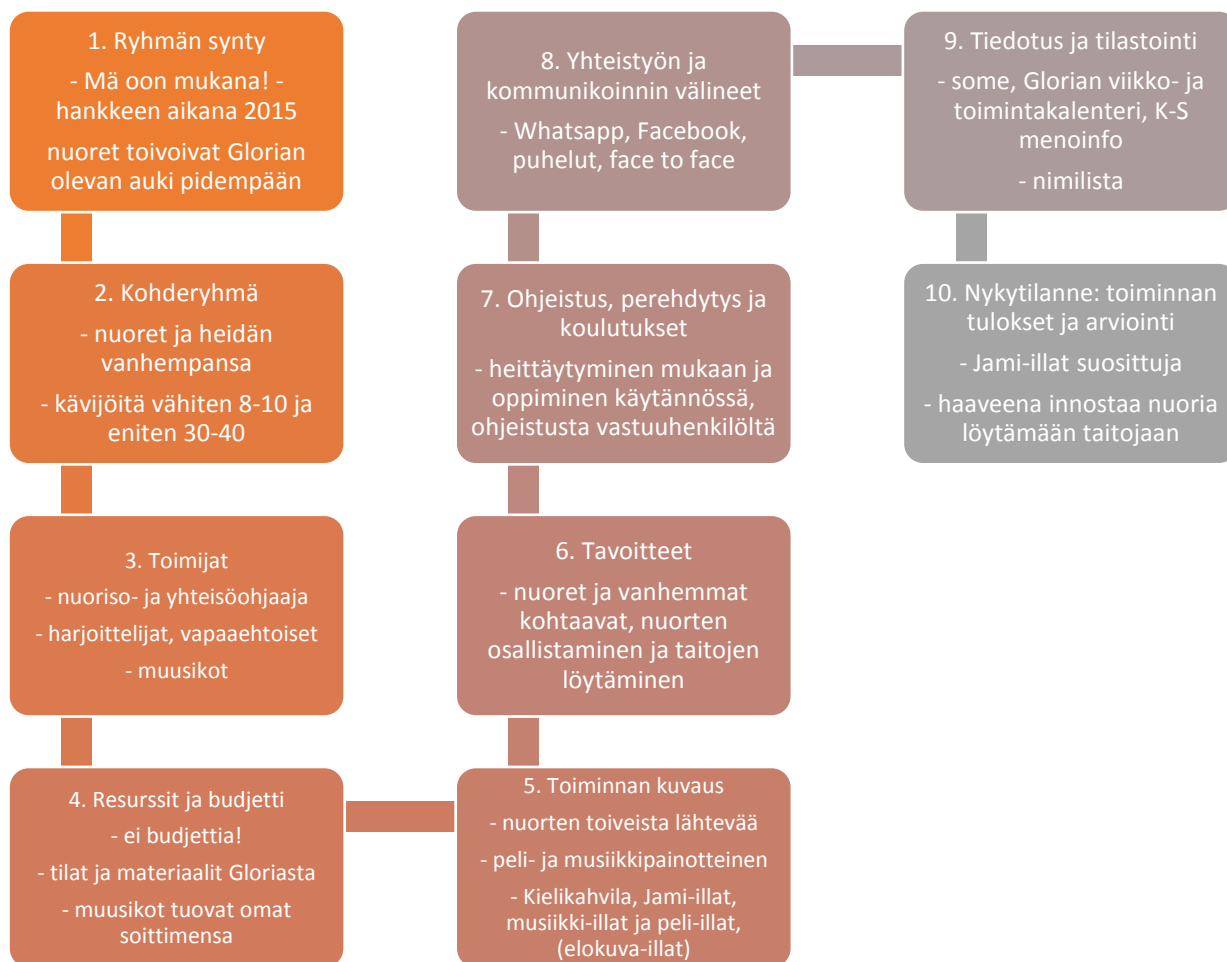 1. Ryhmän synty
- Mä oon mukana! -
hankkeen aikana 2015
nuoret toivoivat Glorian
olevan auki pidempään
2. Kohderyhmä
- nuoret ja heidän
vanhempansa
- kävijöitä vähiten 8-10 ja
eniten 30-40
3. Toimijat
- nuoriso- ja yhteisöohjaaja
- harjoittelijat, vapaaehtoiset
- muusikot
4. Resurssit ja budjetti
- ei budjettia!
- tilat ja materiaalit Gloriasta
- muusikot tuovat omat
soittimensa
5. Toiminnan kuvaus
- nuorten toiveista lähtevää
- peli- ja musiikkipainotteinen
- Kielikahvila, Jami-illat,
musiikki-illat ja peli-illat,
(elokuva-illat)
6. Tavoitteet
- nuoret ja vanhemmat
kohtaavat, nuorten
osallistaminen ja taitojen
löytäminen
7. Ohjeistus, perehdytys ja
koulutukset
- heittäytyminen mukaan ja
oppiminen käytännössä,
ohjeistusta vastuuhenkilöltä
8. Yhteistyön ja
kommunikoinnin välineet
- Whatsapp, Facebook,
puhelut, face to face
9. Tiedotus ja tilastointi
- some, Glorian viikko- ja
toimintakalenteri, K-S
menoinfo
- nimilista
10. Nykytilanne: toiminnan
tulokset ja arviointi
- Jami-illat suosittuja
- haaveena innostaa nuoria
löytämään taitojaan